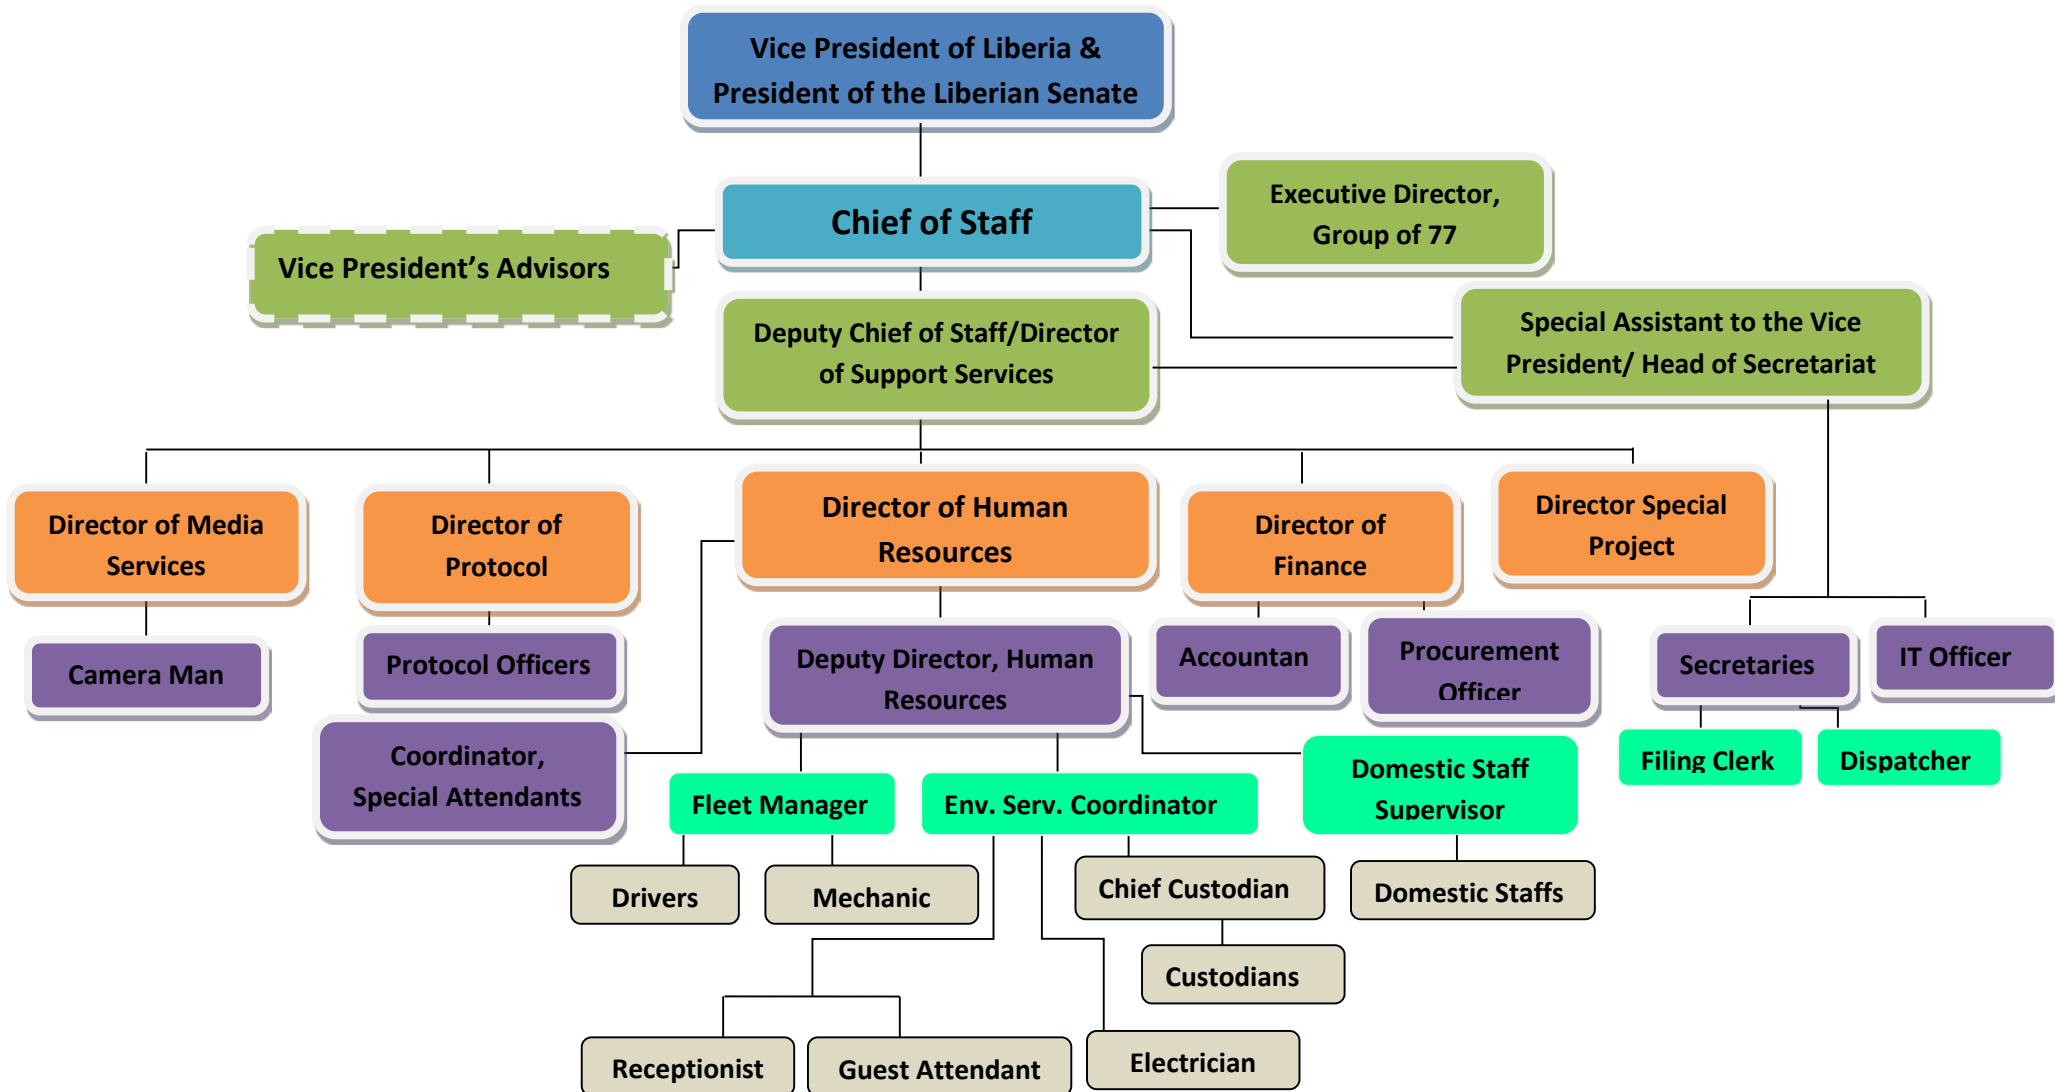 Vice President of Liberia &
President of the Liberian Senate
Chief of Staff
Executive Director,
Group of 77
Vice President’s Advisors
Deputy Chief of Staff/Director
of Support Services
Special Assistant to the Vice
President/ Head of Secretariat
Director of Media
Services
Director of
Protocol
Director of Human
Resources
Director of
Finance
Director Special
Project
Camera Man
Protocol Officers
Deputy Director, Human
Resources
Accountan
Procurement
Officer
Secretaries
IT Officer
Coordinator,
Special Attendants
Fleet Manager
Env. Serv. Coordinator
Domestic Staff
Supervisor
Filing Clerk
Dispatcher
Drivers
Mechanic
Chief Custodian
Domestic Staffs
Custodians
Receptionist
Guest Attendant
Electrician